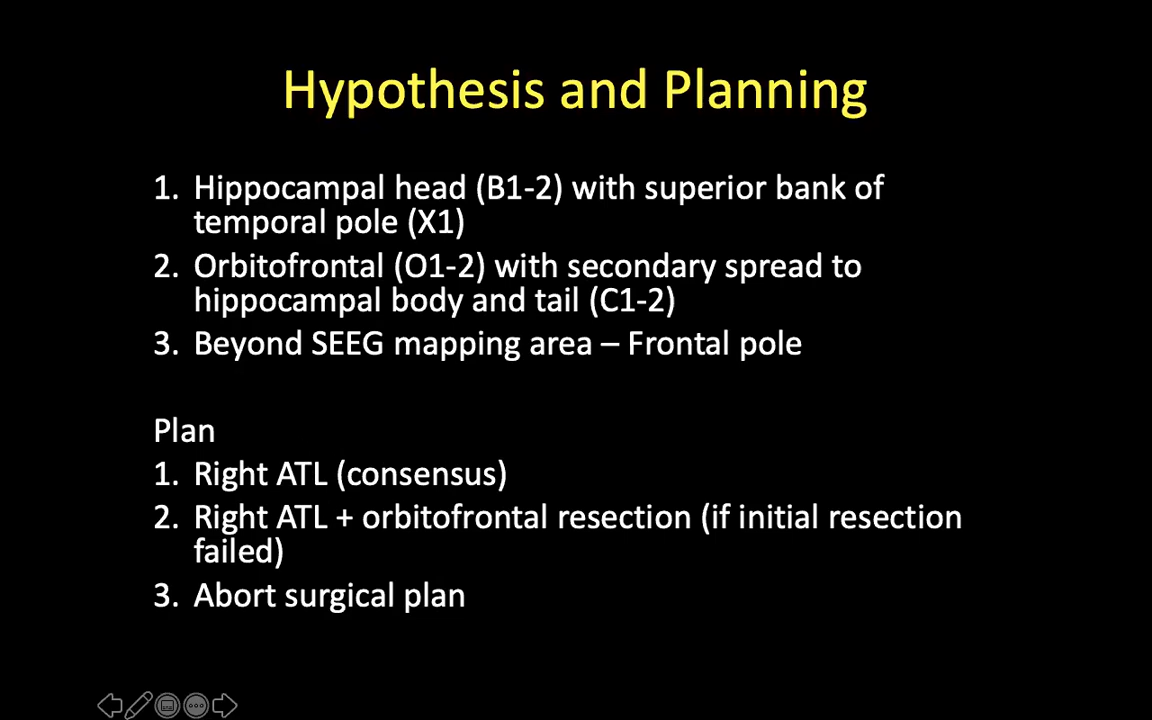 Hypothesis and Planning
1. Hippocampal head (B1-2) with superior bank of
temporal pole (X1)
2. Orbitofrontal (O1-2) with secondary spread to
hippocampal body and tail (C1-2)
3. Beyond SEEG mapping area – Frontal pole
Plan
1. Right ATL (consensus)
2. Right ATL + orbitofrontal resection (if initial resection
failed)
3. Abort surgical plan